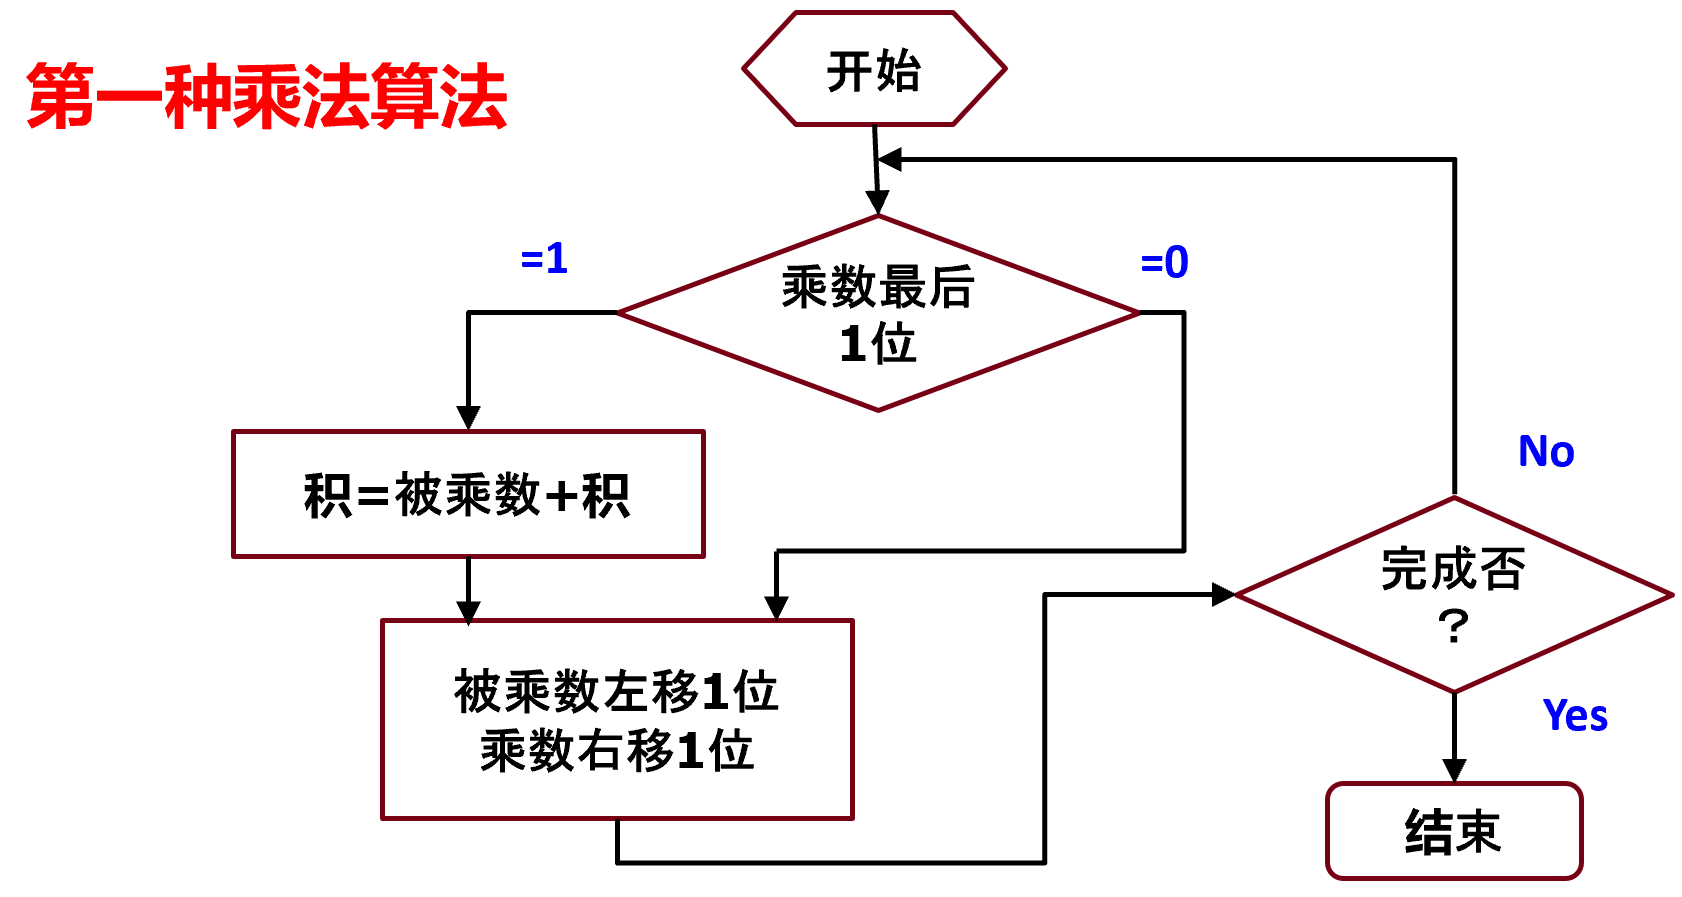 第一种乘法算法
开始
=1
=0
乘数最后
1位
积=被乘数+积
No
完成否
?
被乘数左移1位
乘数右移1位
Yes
结束